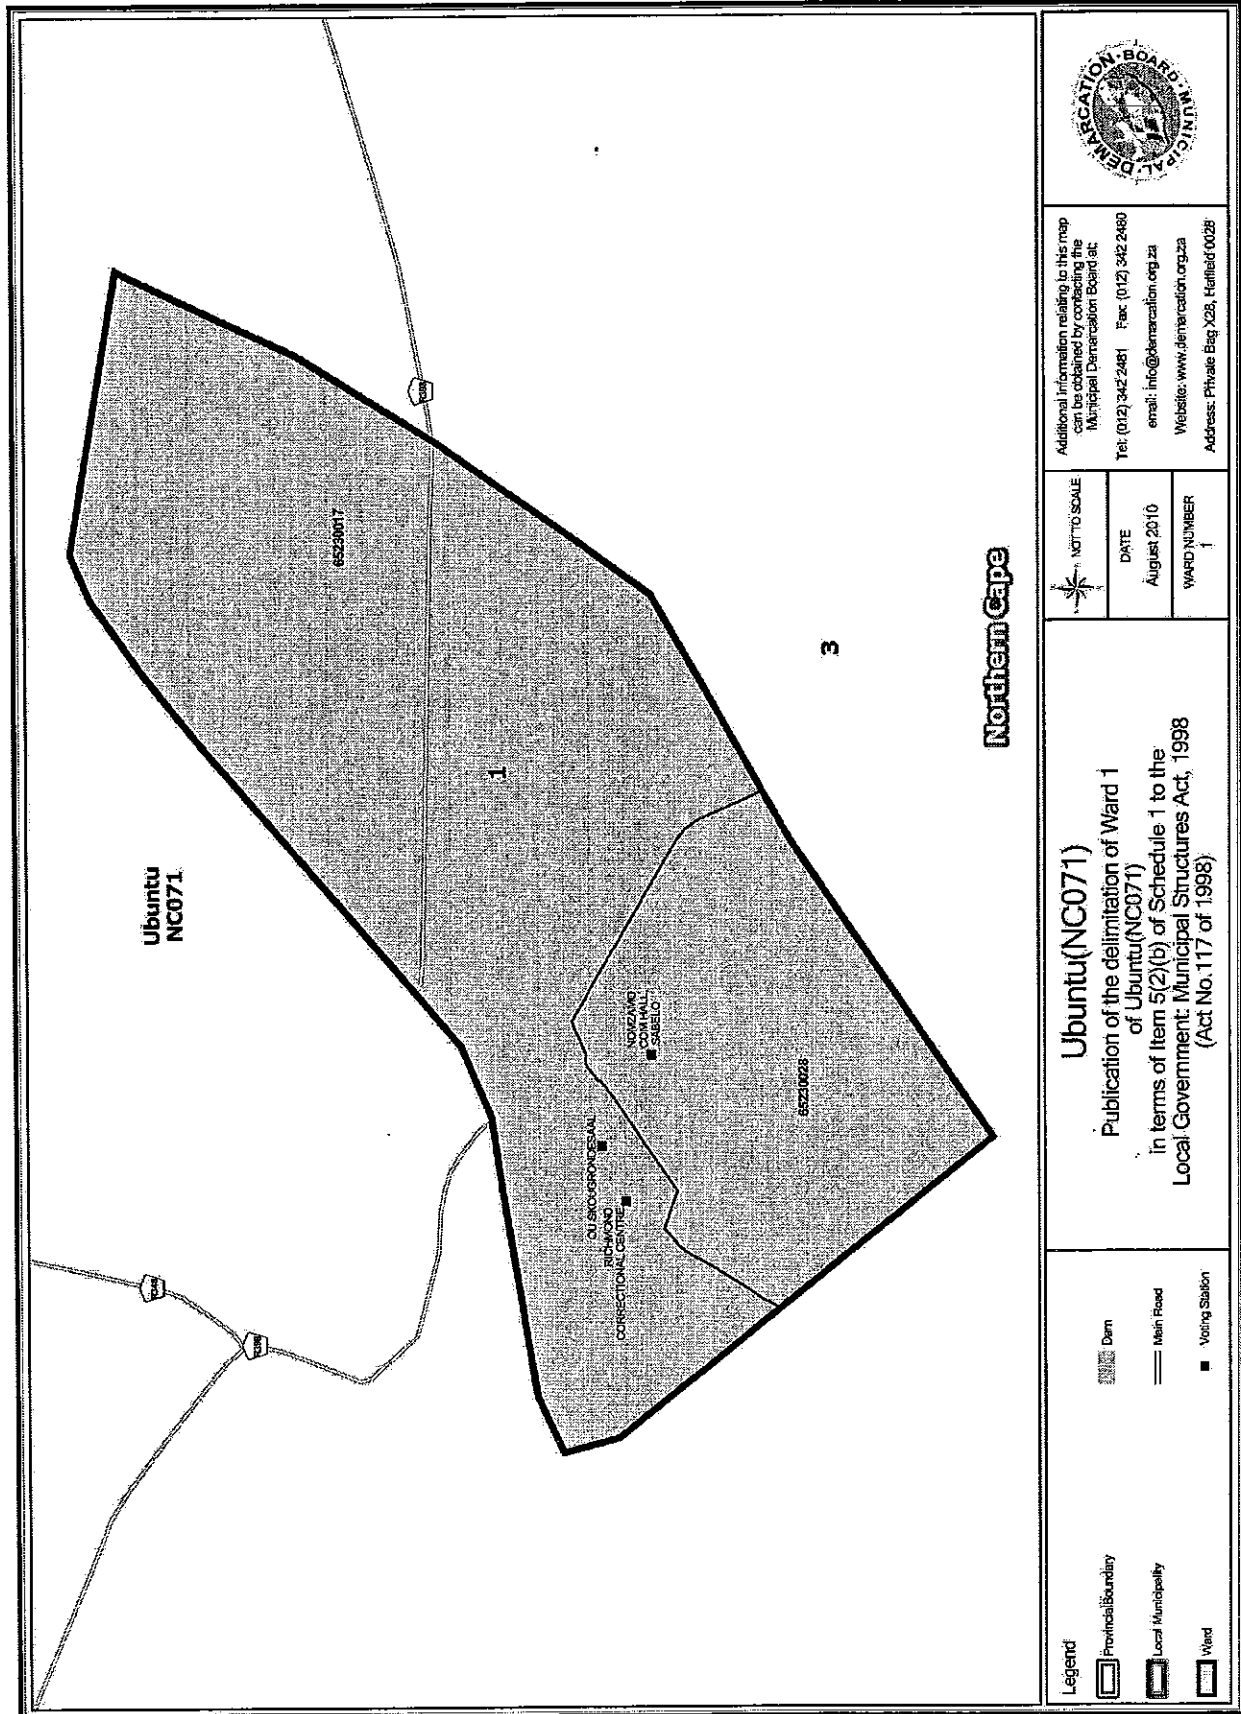 Ubuntu
NC071
65230017
1
3
NOMZAMO
COM HALL,
SABELO
OU SKOUGRONDESAAL
RICHMOND
CORRECTIONAL CENTRE
65230028
Northern Cape
Legend
Provincial Boundary
Local Municipality
Ward
Dam
Main Road
Voting Station
Ubuntu(NC071)
Publication of the delimitation of Ward 1
of Ubuntu(NC071)
in terms of Item 5(2)(b) of Schedule 1 to the
Local Government: Municipal Structures Act, 1998
(Act No.117 of 1998)
NOT TO SCALE
DATE
August 2010
WARD NUMBER
1
Additional information relating to this map
can be obtained by contacting the
Municipal Demarcation Board at:
Tel: (012) 342 2481 Fax: (012) 342 2480
email: info@demarcation.org.za
Website: www.demarcation.org.za
Address: Private Bag X28, Hatfield 0028
MUNICIPAL·DEMARCATION·BOARD